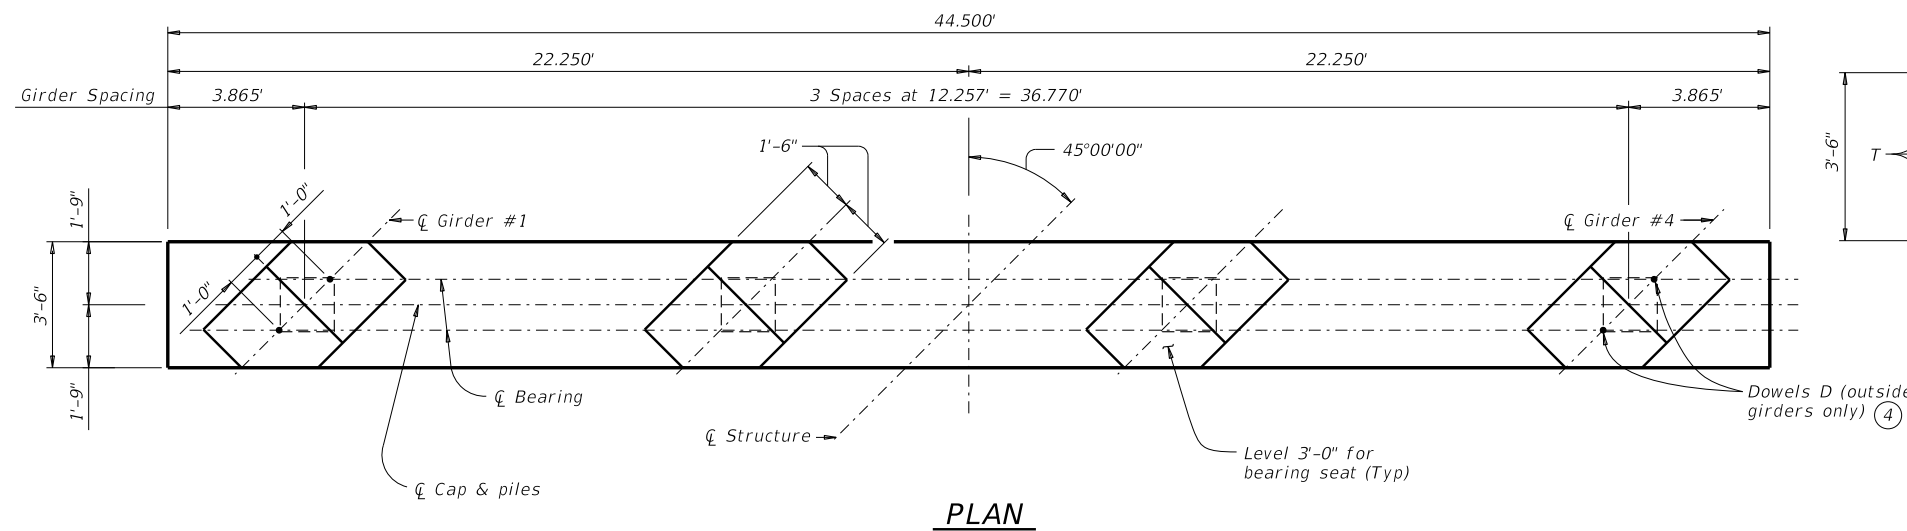 44.500'
22.250'
22.250'
Girder Spacing
3.865'
3 Spaces at 12.257' = 36.770'
3.865'
1'-6"
45°00'00"
3'-6"
T
1'-9"
1'-0"
℄ Girder #1
℄ Girder #4
3'-6"
1'-0"
1'-9"
℄ Bearing
Dowels D (outside
girders only) 4
℄ Structure
Level 3'-0" for
bearing seat (Typ)
℄ Cap & piles
PLAN